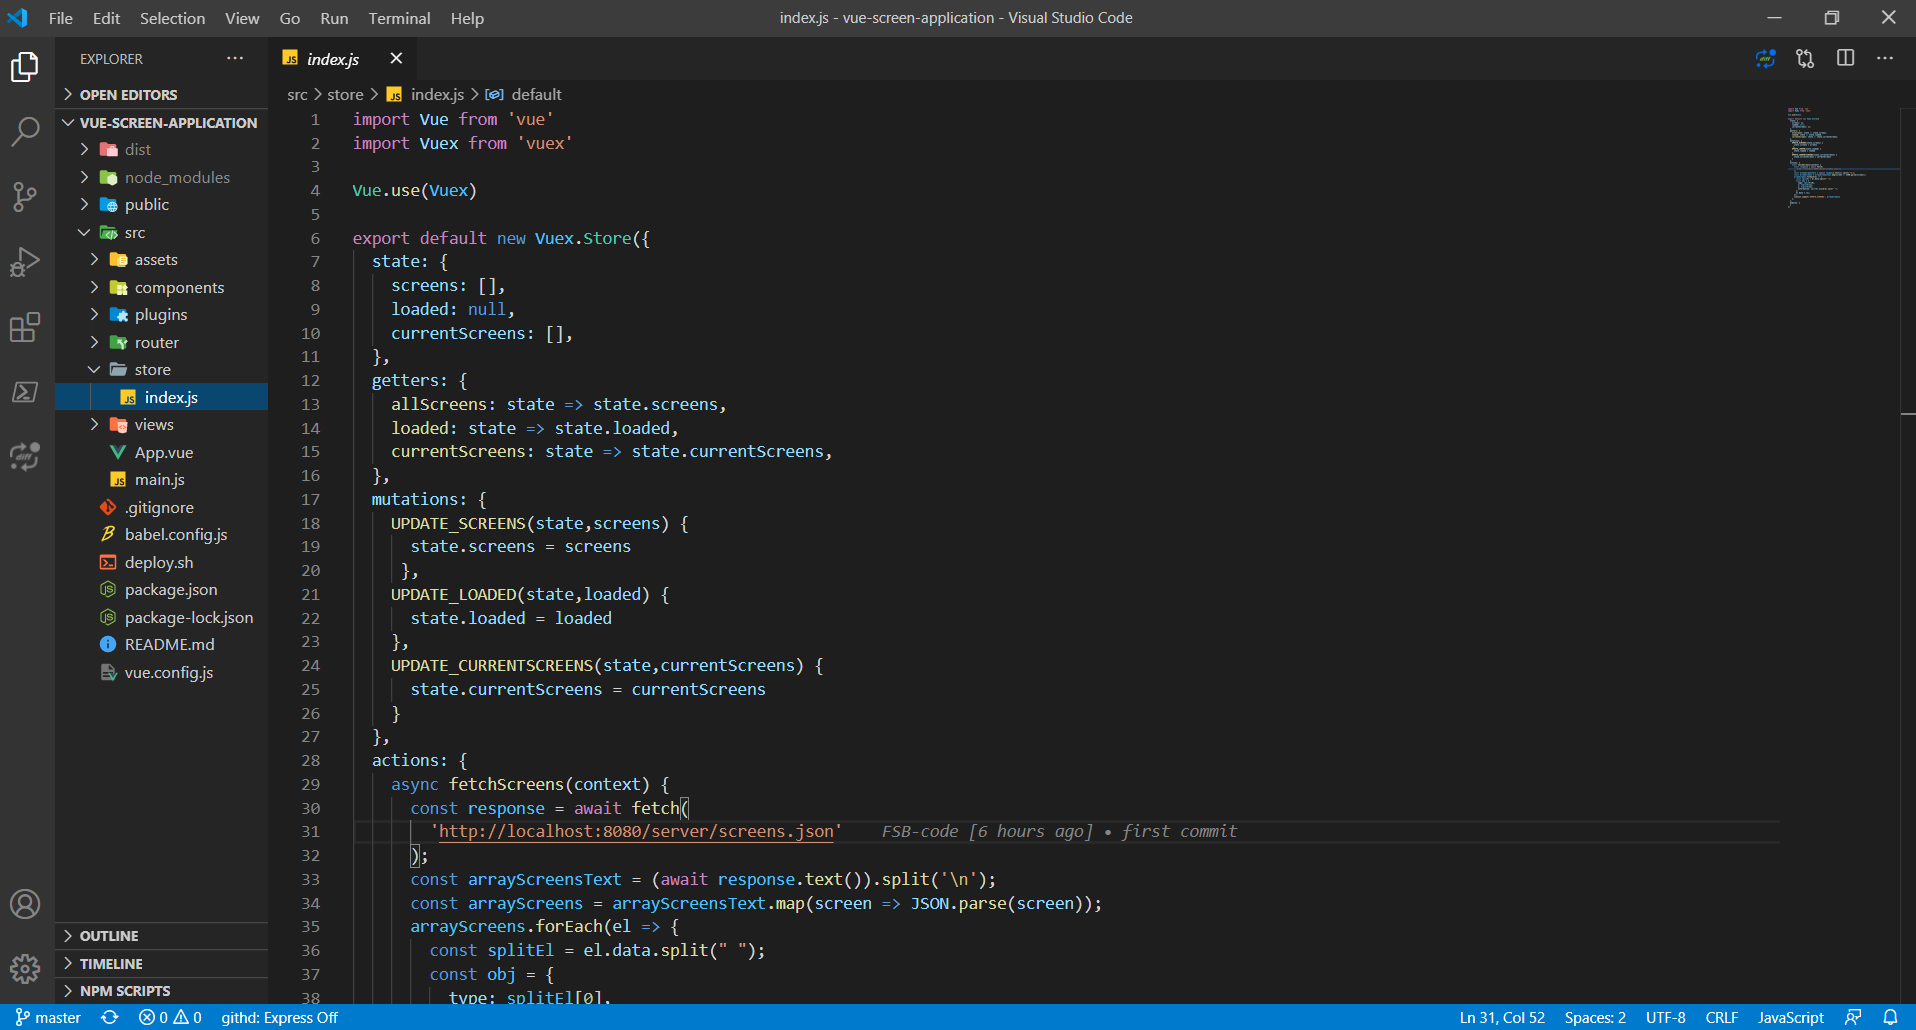 File Edit Selection View Go Run Terminal Help
index.js - vue-screen-application - Visual Studio Code
EXPLORER
OPEN EDITORS
VUE-SCREEN-APPLICATION
dist
node_modules
public
src
assets
components
plugins
router
store
index.js
views
App.vue
main.js
.gitignore
babel.config.js
deploy.sh
package.json
package-lock.json
README.md
vue.config.js
OUTLINE
TIMELINE
NPM SCRIPTS
JS index.js
src > store > JS index.js > default
1 import Vue from 'vue'
2 import Vuex from 'vuex'
3
4 Vue.use(Vuex)
5
6 export default new Vuex.Store({
7   state: {
8     screens: [],
9     loaded: null,
10     currentScreens: [],
11   },
12   getters: {
13     allScreens: state => state.screens,
14     loaded: state => state.loaded,
15     currentScreens: state => state.currentScreens,
16   },
17   mutations: {
18     UPDATE_SCREENS(state,screens) {
19       state.screens = screens
20      },
21     UPDATE_LOADED(state,loaded) {
22       state.loaded = loaded
23     },
24     UPDATE_CURRENTSCREENS(state,currentScreens) {
25       state.currentScreens = currentScreens
26     }
27   },
28   actions: {
29     async fetchScreens(context) {
30       const response = await fetch(
31         'http://localhost:8080/server/screens.json'    FSB-code [6 hours ago] • first commit
32       );
33       const arrayScreensText = (await response.text()).split('\n');
34       const arrayScreens = arrayScreensText.map(screen => JSON.parse(screen));
35       arrayScreens.forEach(el => {
36         const splitEl = el.data.split(" ");
37         const obj = {
38           type: splitEl[0],
master 0 0 githd: Express Off
Ln 31, Col 52 Spaces: 2 UTF-8 CRLF JavaScript